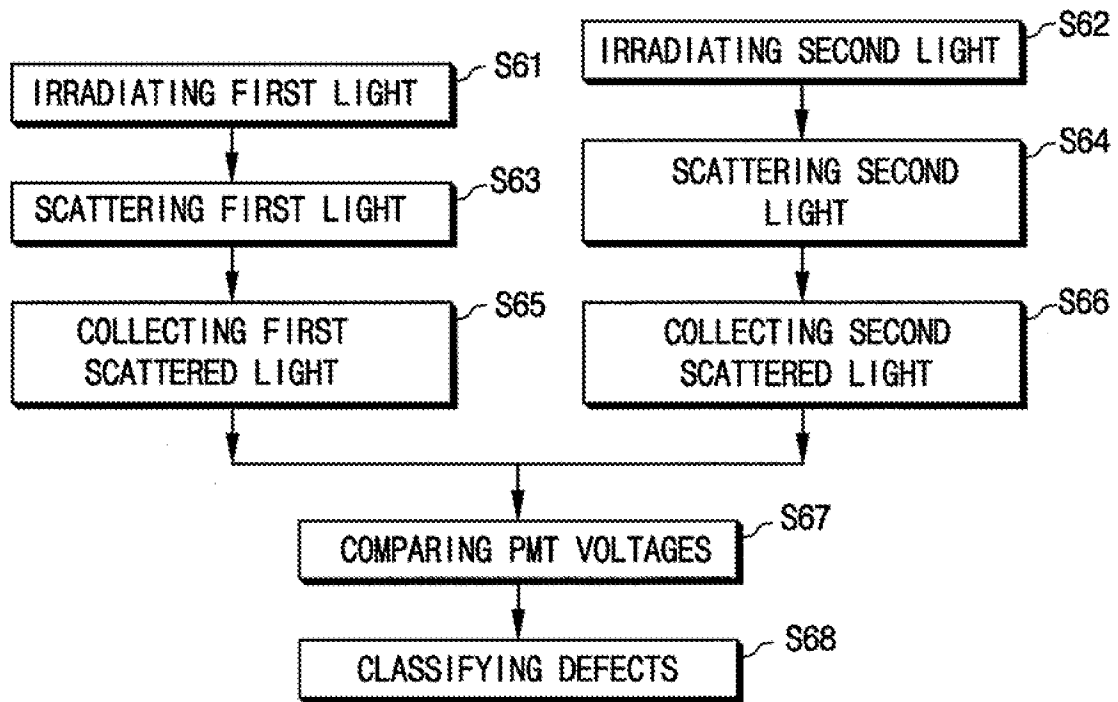 IRRADIATING FIRST LIGHT
S61
SCATTERING FIRST LIGHT
S63
COLLECTING FIRST
SCATTERED LIGHT
S65
IRRADIATING SECOND LIGHT
S62
SCATTERING SECOND
LIGHT
S64
COLLECTING SECOND
SCATTERED LIGHT
S66
COMPARING PMT VOLTAGES
S67
CLASSIFYING DEFECTS
S68